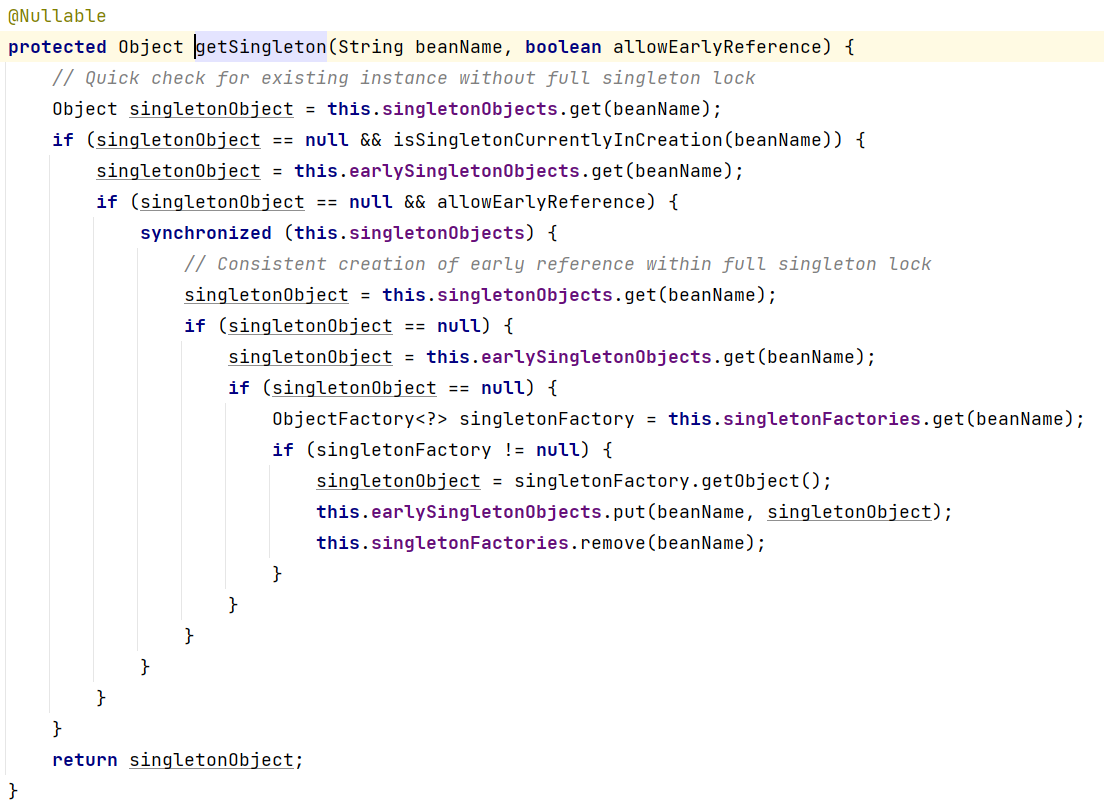 @Nullable
protected Object getSingleton(String beanName, boolean allowEarlyReference) {
    // Quick check for existing instance without full singleton lock
    Object singletonObject = this.singletonObjects.get(beanName);
    if (singletonObject == null && isSingletonCurrentlyInCreation(beanName)) {
        singletonObject = this.earlySingletonObjects.get(beanName);
        if (singletonObject == null && allowEarlyReference) {
            synchronized (this.singletonObjects) {
                // Consistent creation of early reference within full singleton lock
                singletonObject = this.singletonObjects.get(beanName);
                if (singletonObject == null) {
                    singletonObject = this.earlySingletonObjects.get(beanName);
                    if (singletonObject == null) {
                        ObjectFactory<?> singletonFactory = this.singletonFactories.get(beanName);
                        if (singletonFactory != null) {
                            singletonObject = singletonFactory.getObject();
                            this.earlySingletonObjects.put(beanName, singletonObject);
                            this.singletonFactories.remove(beanName);
                        }
                    }
                }
            }
        }
    }
    return singletonObject;
}